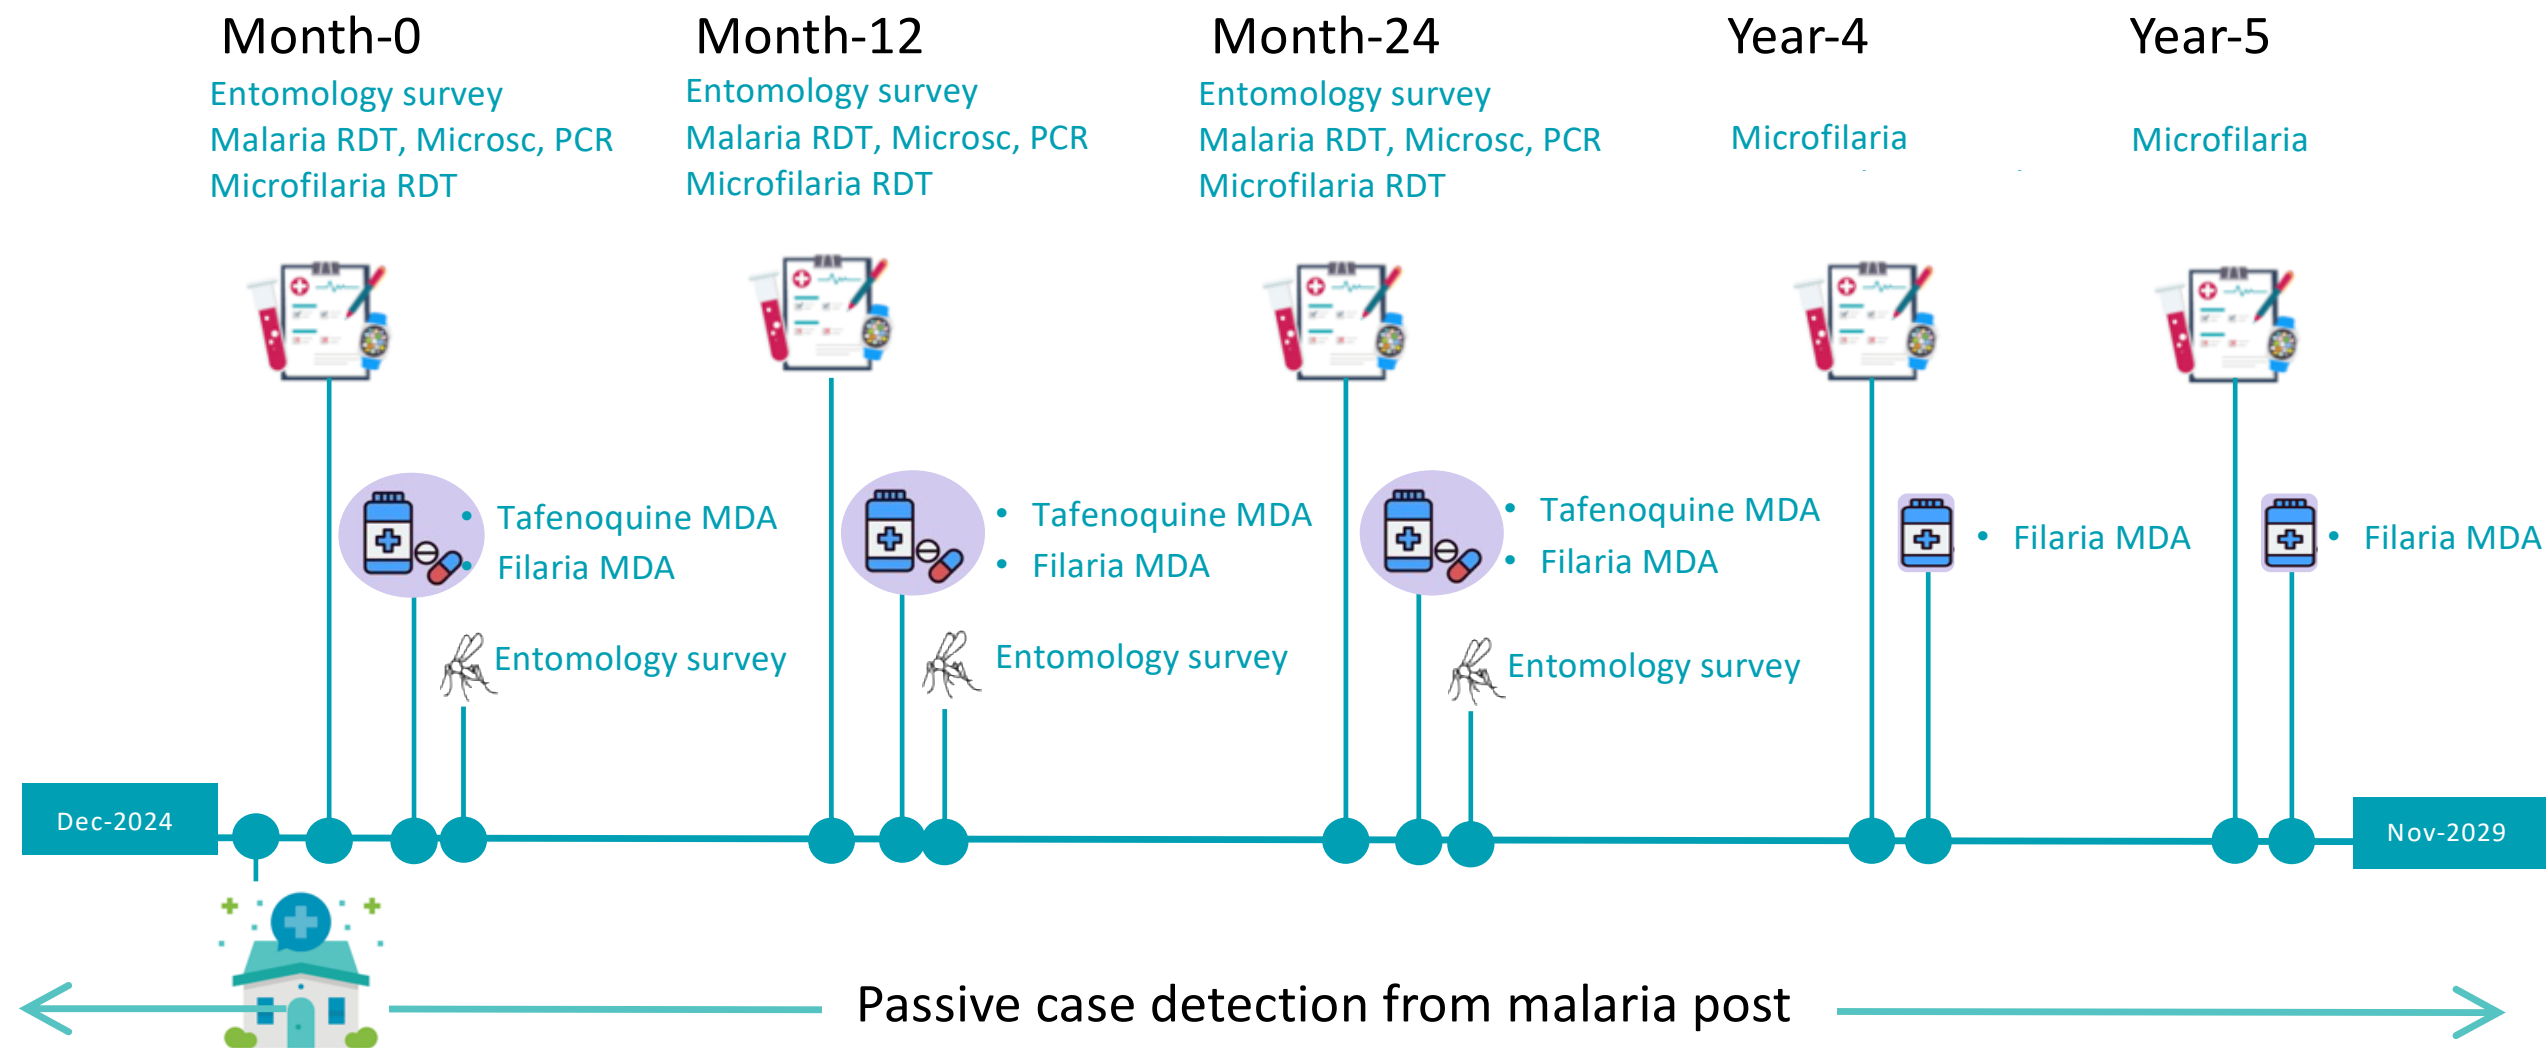 Month-0
Entomology survey
Malaria RDT, Microsc, PCR
Microfilaria RDT
Month-12
Entomology survey
Malaria RDT, Microsc, PCR
Microfilaria RDT
Month-24
Entomology survey
Malaria RDT, Microsc, PCR
Microfilaria RDT
Year-4
Microfilaria
Year-5
Microfilaria
• Tafenoquine MDA
• Filaria MDA
• Tafenoquine MDA
• Filaria MDA
• Tafenoquine MDA
• Filaria MDA
• Filaria MDA
• Filaria MDA
Entomology survey
Entomology survey
Entomology survey
Dec-2024
Nov-2029
Passive case detection from malaria post